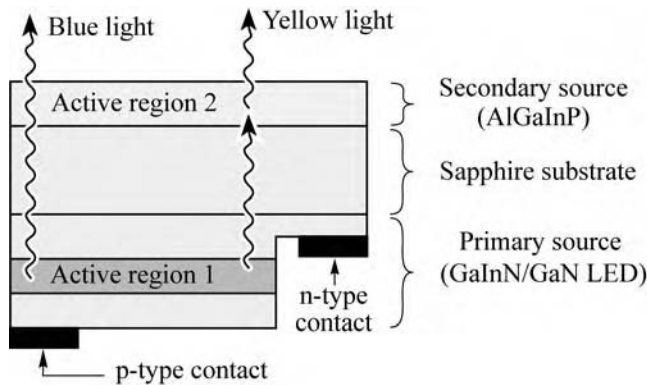 Blue light
Yellow light
Active region 2
Secondary source
(AlGaInP)
Sapphire substrate
Active region 1
Primary source
(GaInN/GaN LED)
n-type
contact
p-type contact